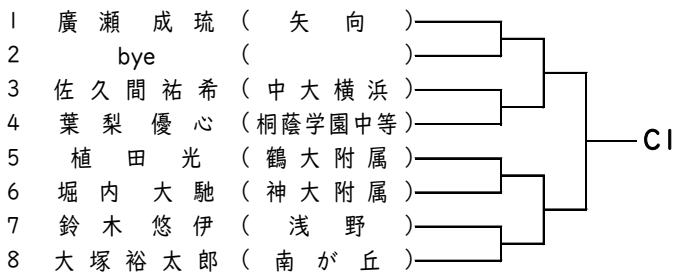 1 廣瀬成琉 (矢向)
2 bye (
3 佐久間祐希 (中大横浜)
4 葉梨優心 (桐蔭学園中等)
5 植田光 (鶴大附属)
6 堀内大馳 (神大附属)
7 鈴木悠伊 (浅野)
8 大塚裕太郎 (南が丘)
C1